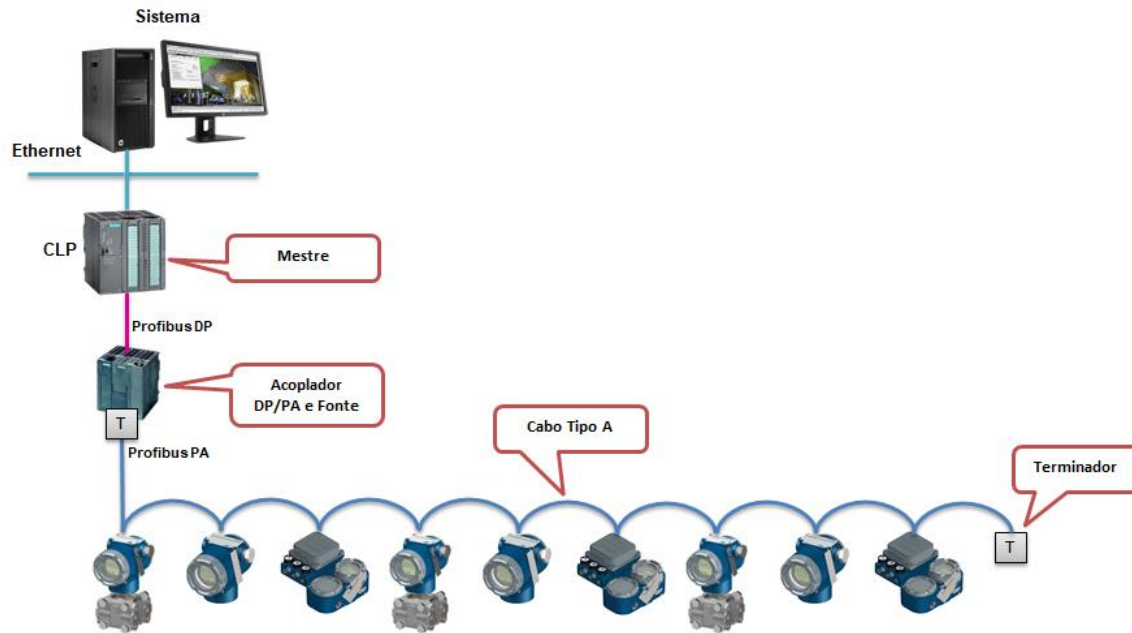 Sistema
Ethernet
CLP
Mestre
Profibus DP
Acoplador
DP/PA e Fonte
T
Profibus PA
Cabo Tipo A
Terminador
T